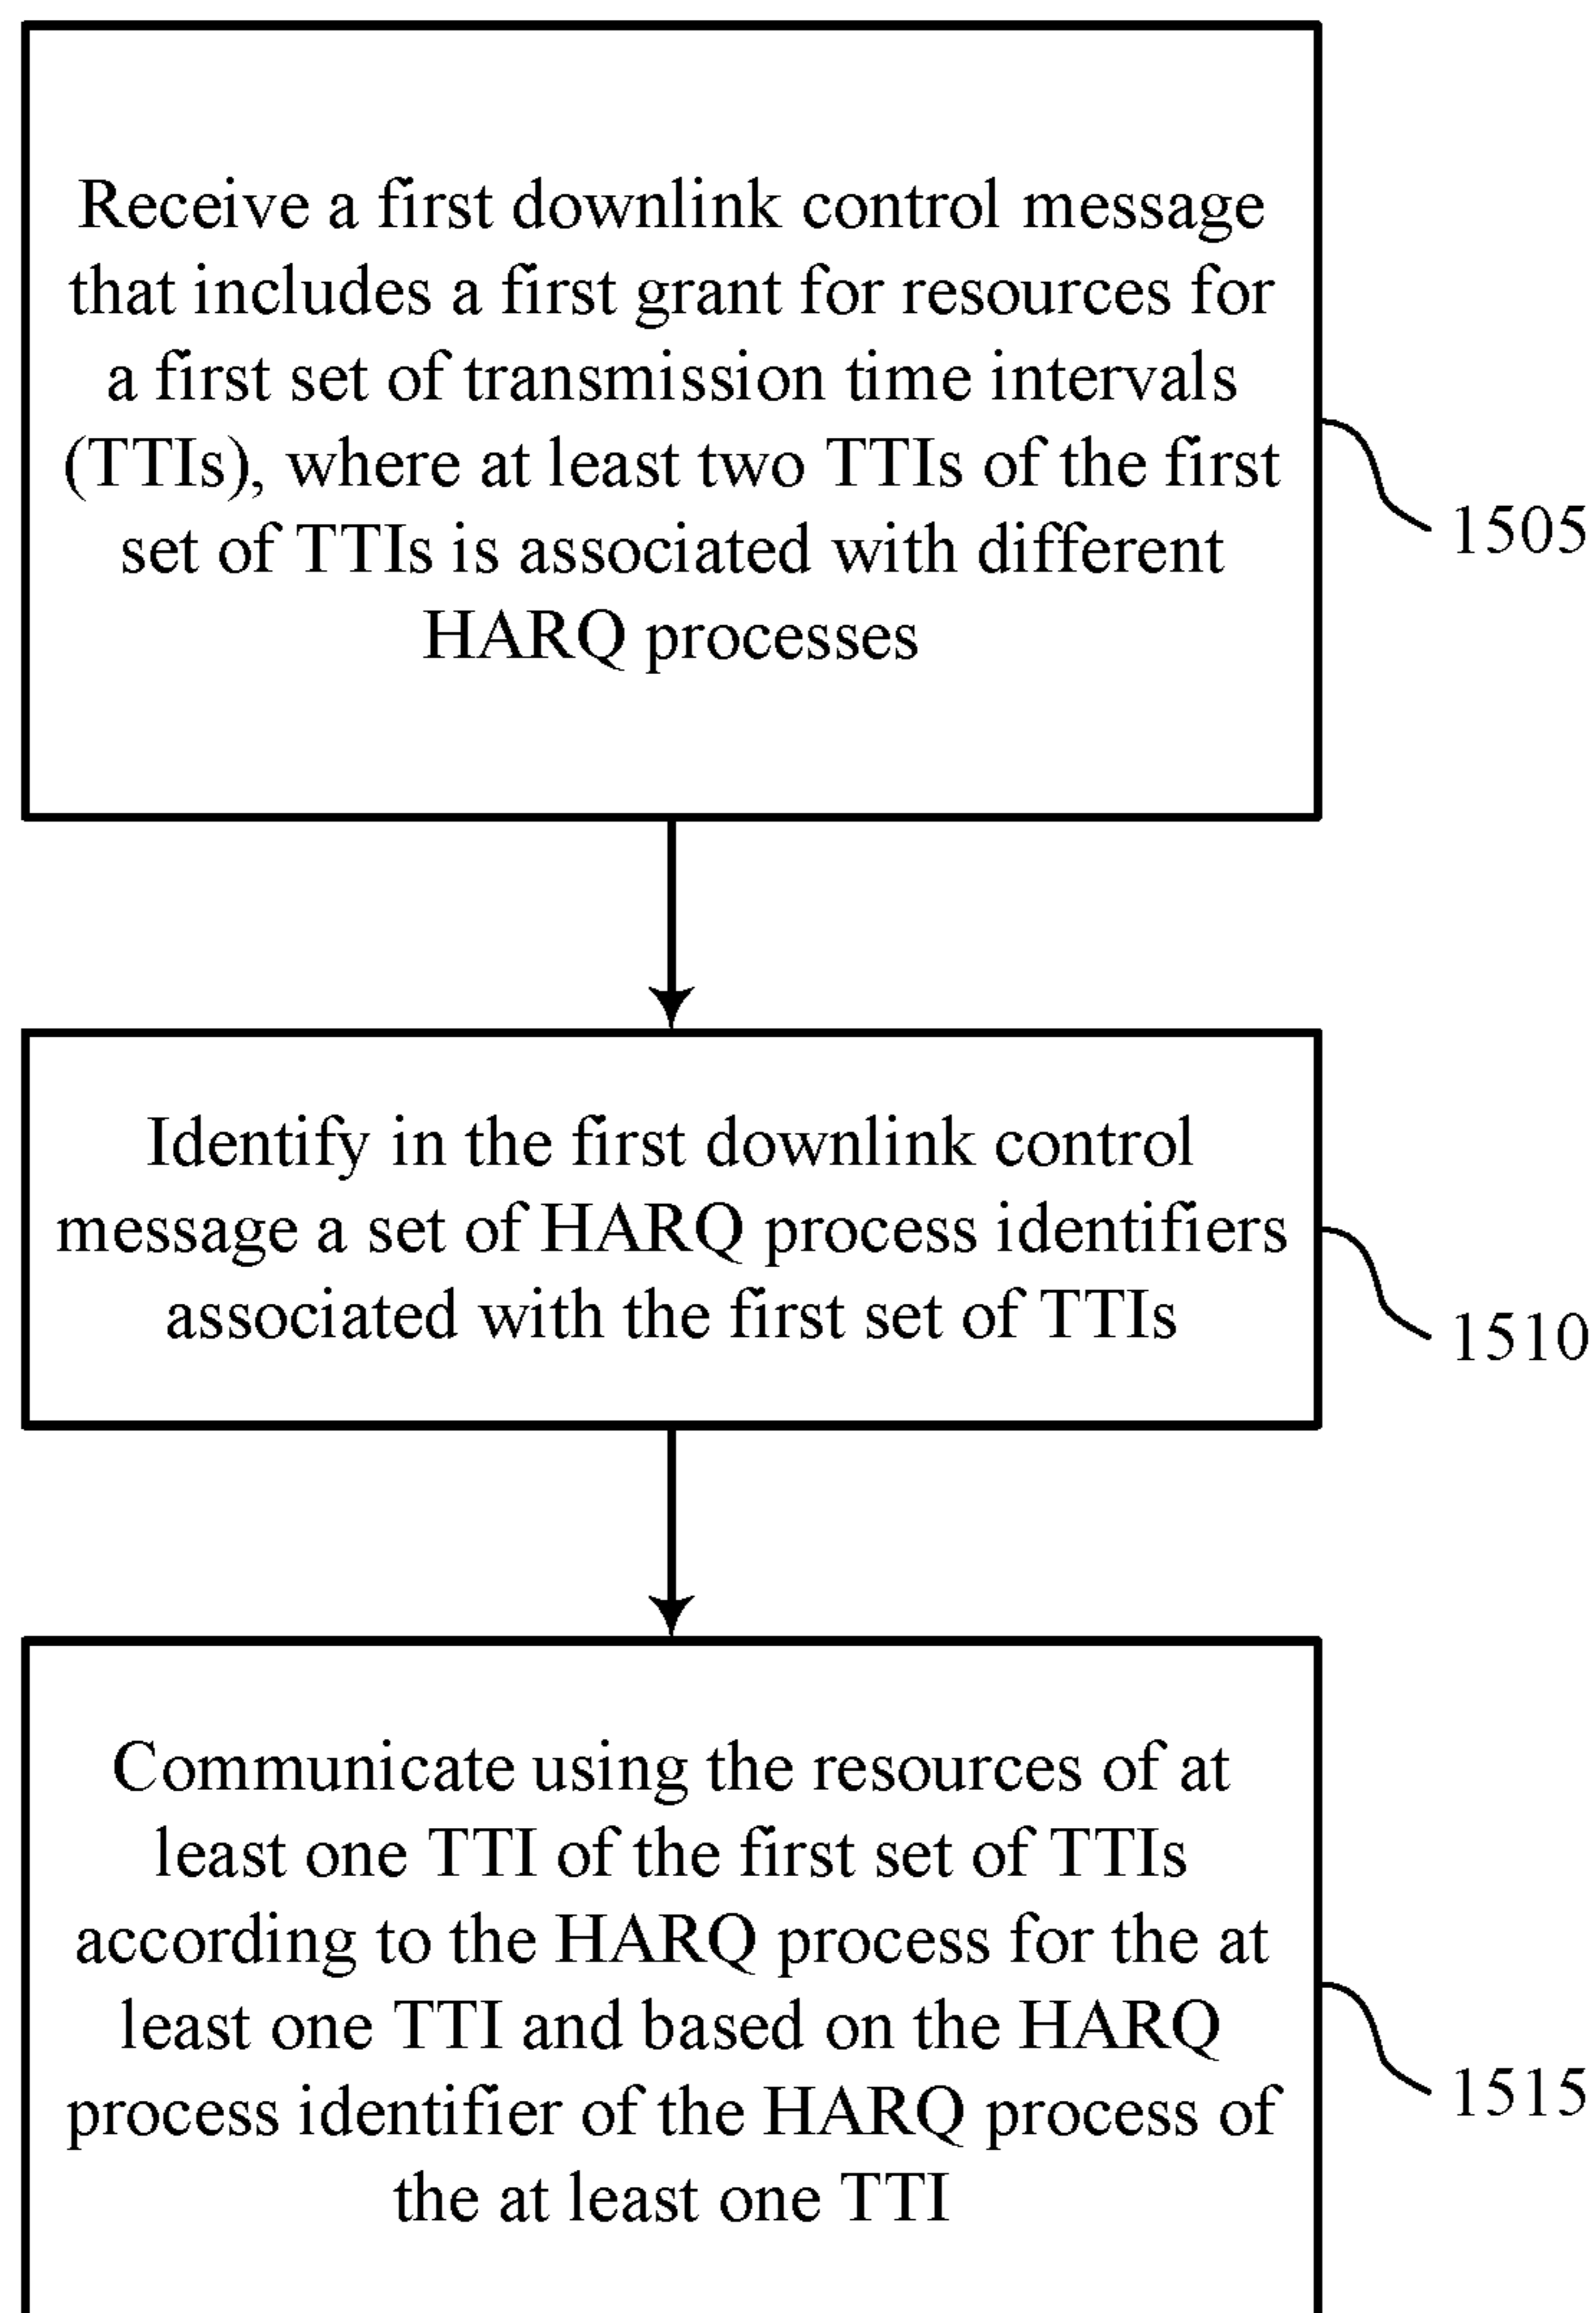 Receive a first downlink control message
that includes a first grant for resources for
a first set of transmission time intervals
(TTIs), where at least two TTIs of the first
set of TTIs is associated with different
HARQ processes
1505
Identify in the first downlink control
message a set of HARQ process identifiers
associated with the first set of TTIs
1510
Communicate using the resources of at
least one TTI of the first set of TTIs
according to the HARQ process for the at
least one TTI and based on the HARQ
process identifier of the HARQ process of
the at least one TTI
1515